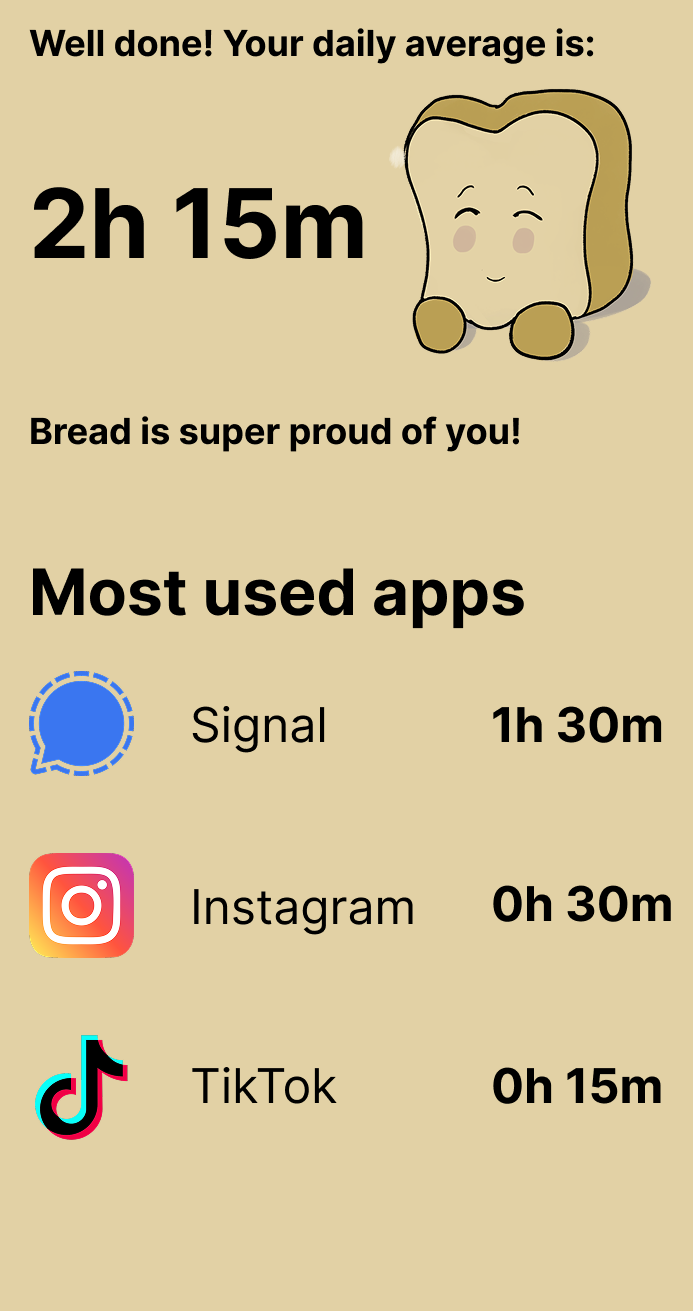 Well done! Your daily average is:
2h 15m
Bread is super proud of you!
Most used apps
Signal 1h 30m
Instagram 0h 30m
TikTok 0h 15m